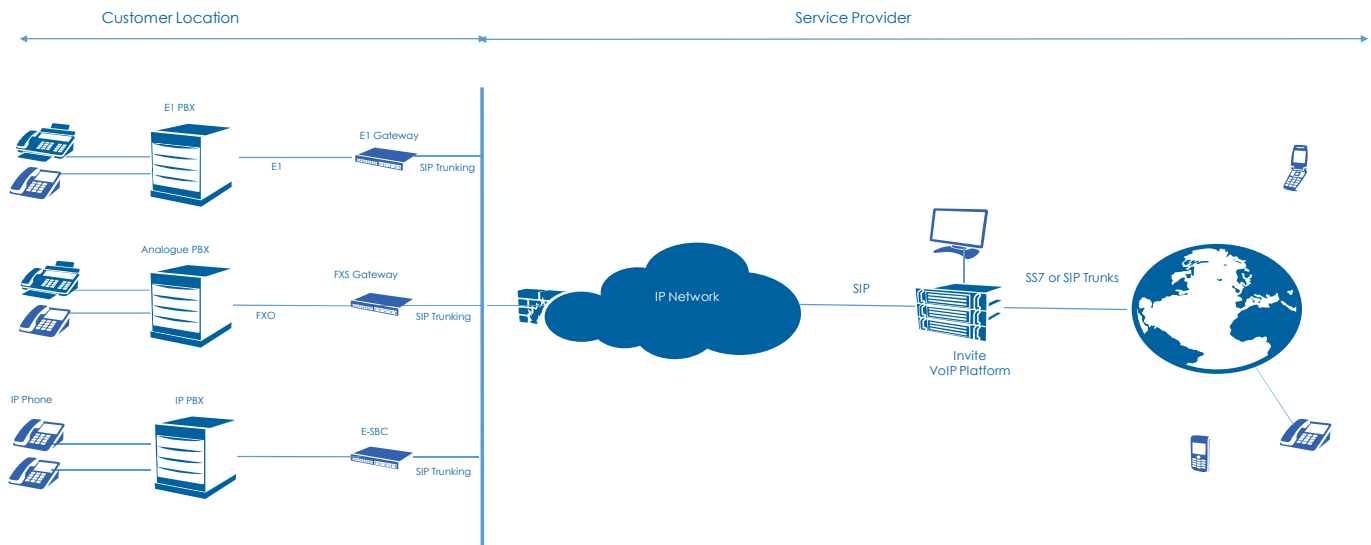 Customer Location
Service Provider
E1 PBX
E1 Gateway
E1
SIP Trunking
Analogue PBX
FXS Gateway
FXO
SIP Trunking
IP Network
SIP
SS7 or SIP Trunks
Invite
VoIP Platform
IP Phone
IP PBX
E-SBC
SIP Trunking